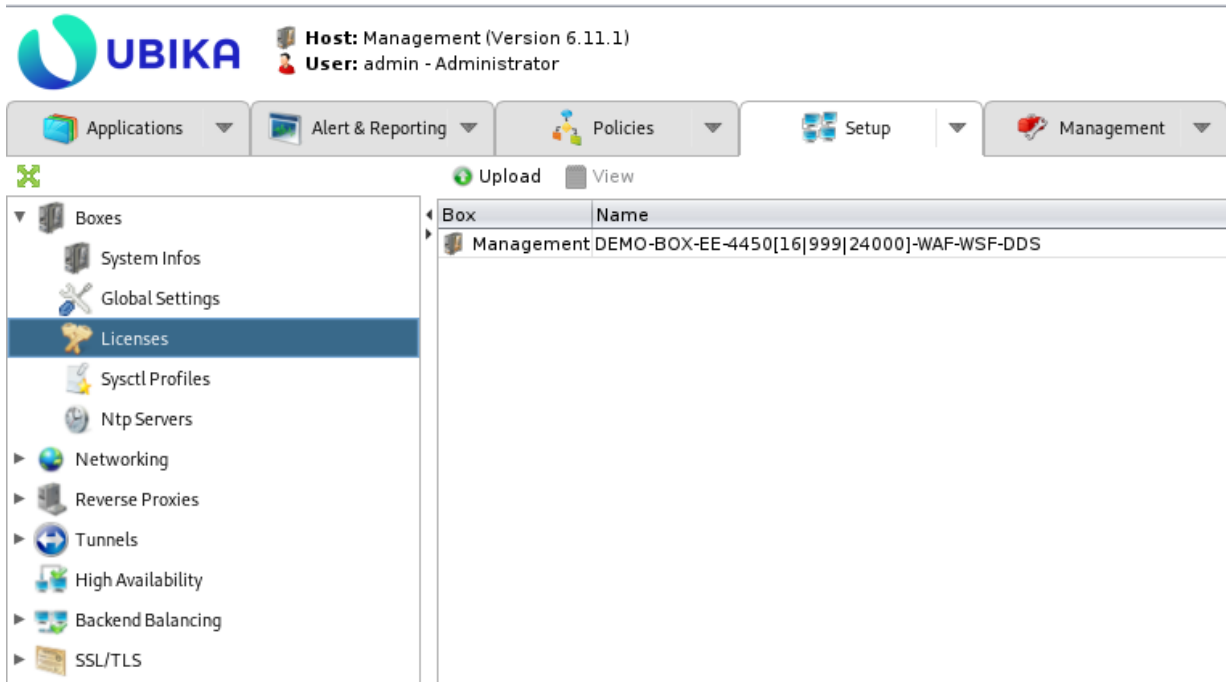 UBIKA
Host: Management (Version 6.11.1)
User: admin - Administrator
Applications Alert & Reporting Policies Setup Management
Upload View
Boxes
System Infos
Global Settings
Licenses
Sysctl Profiles
Ntp Servers
Networking
Reverse Proxies
Tunnels
High Availability
Backend Balancing
SSL/TLS
Box Name
Management DEMO-BOX-EE-4450[16|999|24000]-WAF-WSF-DDS